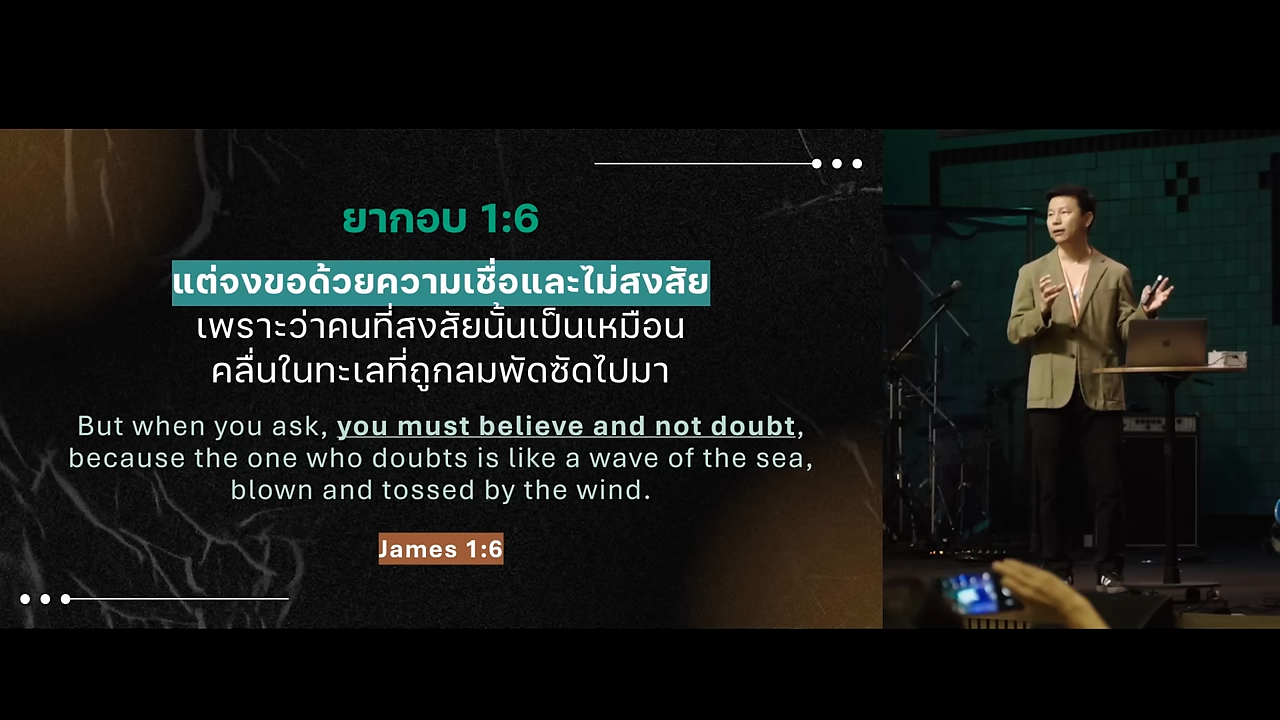 ยากอบ 1:6
แต่จงขอด้วยความเชื่อและไม่สงสัย
เพราะว่าคนที่สงสัยนั้นเป็นเหมือน
คลื่นในทะเลที่ถูกลมพัดซัดไปมา
But when you ask, you must believe and not doubt,
because the one who doubts is like a wave of the sea,
blown and tossed by the wind.
James 1:6